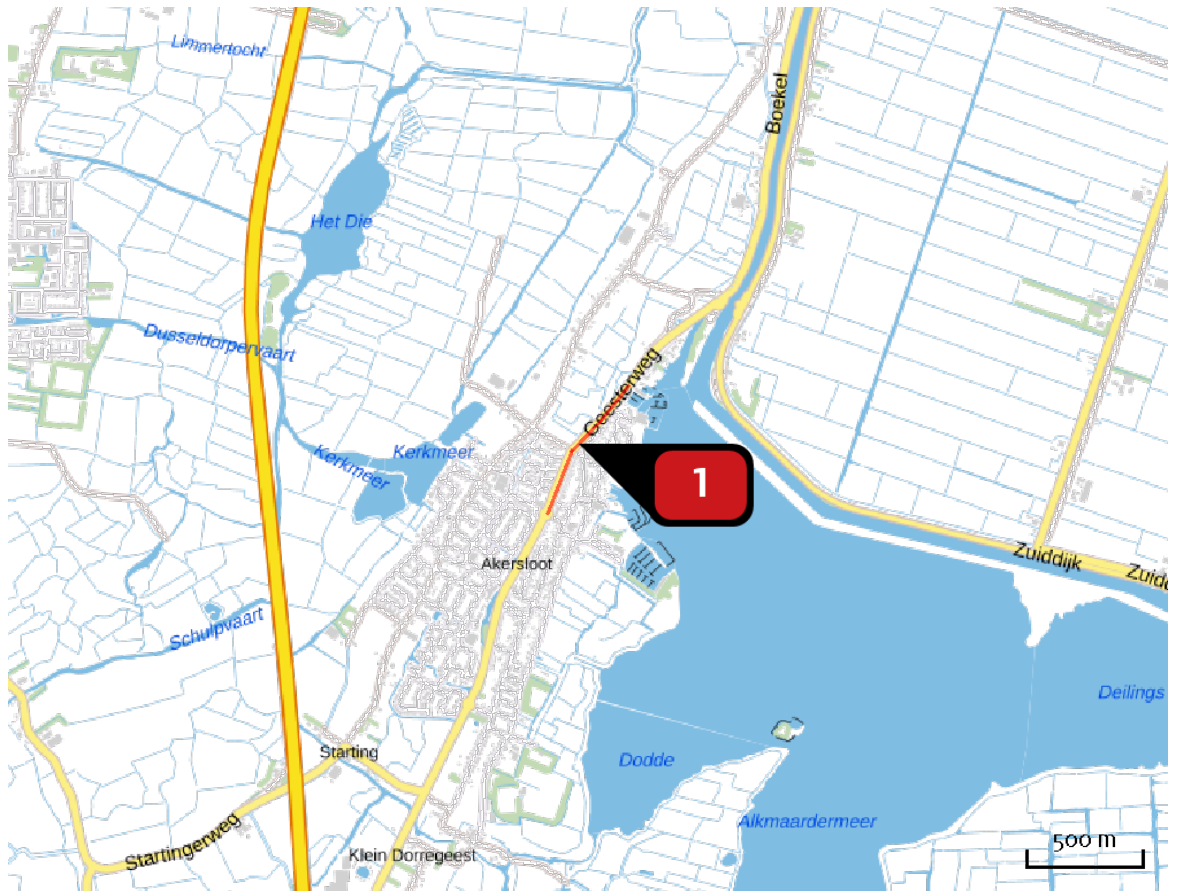 Limmertocht
Boekel
Het Die
Dusseldorpervaart
Geesterweg
Kerkmeer
Kerkmeer
1
Akersloot
Zuiddijk
Zuidd
Schulpvaart
Deilings
Starting
Dodde
Alkmaardermeer
Startingerweg
Klein Dorregeest
500 m